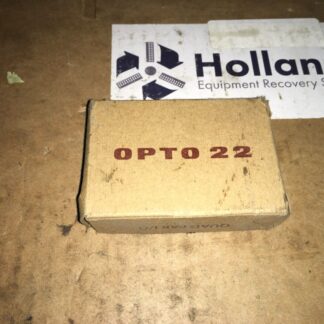 Hollan
Equipment Recovery S
OPTO 22